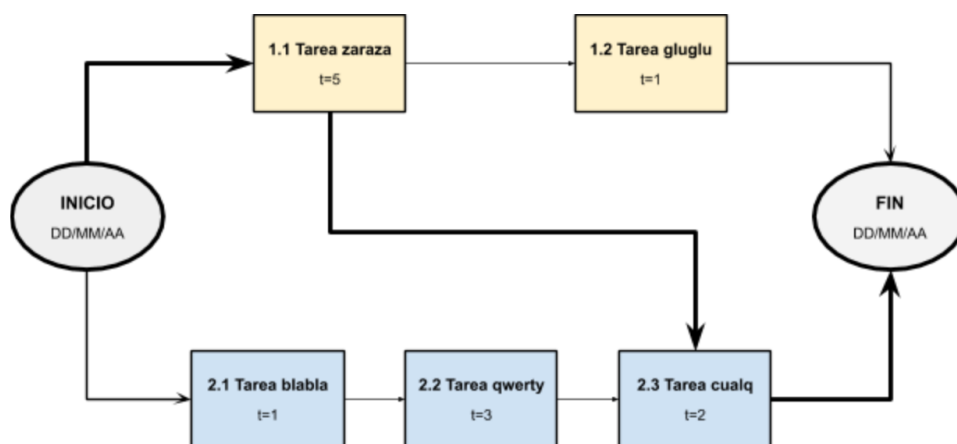 1.1 Tarea zaraza
t=5
1.2 Tarea gluglu
t=1
INICIO
DD/MM/AA
FIN
DD/MM/AA
2.1 Tarea blabla
t=1
2.2 Tarea qwerty
t=3
2.3 Tarea cualq
t=2